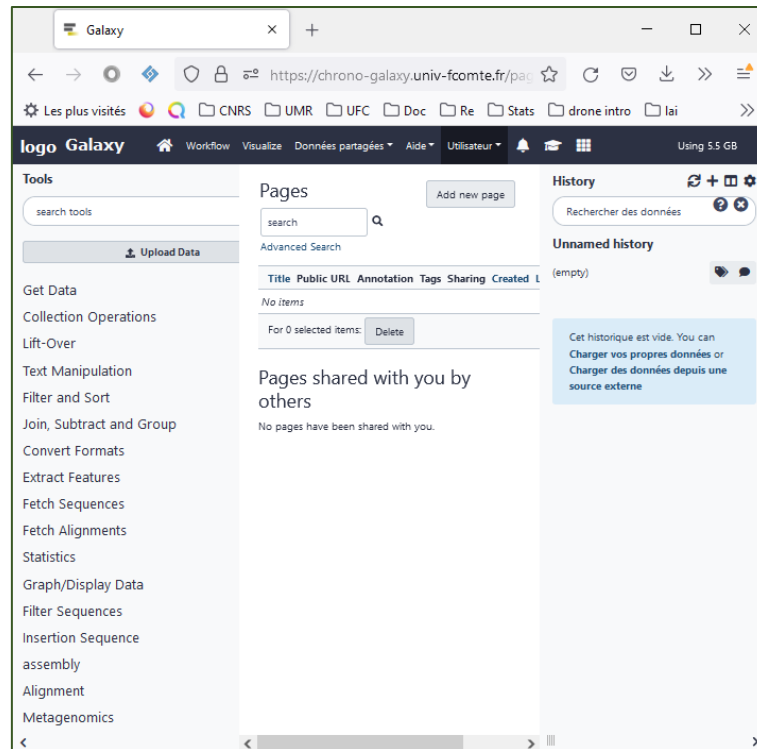 Galaxy
https://chrono-galaxy.univ-fcomte.fr/pag
Les plus visités CNRS UMR UFC Doc Re Stats drone intro lai
logo Galaxy Workflow Visualize Données partagées Aide Utilisateur Using 5.5 GB
Tools
search tools
Upload Data
Get Data
Collection Operations
Lift-Over
Text Manipulation
Filter and Sort
Join, Subtract and Group
Convert Formats
Extract Features
Fetch Sequences
Fetch Alignments
Statistics
Graph/Display Data
Filter Sequences
Insertion Sequence
assembly
Alignment
Metagenomics
Pages
Add new page
search
Advanced Search
Title Public URL Annotation Tags Sharing Created L
No items
For 0 selected items: Delete
Pages shared with you by
others
No pages have been shared with you.
History
Rechercher des données
Unnamed history
(empty)
Cet historique est vide. You can
Charger vos propres données or
Charger des données depuis une
source externe